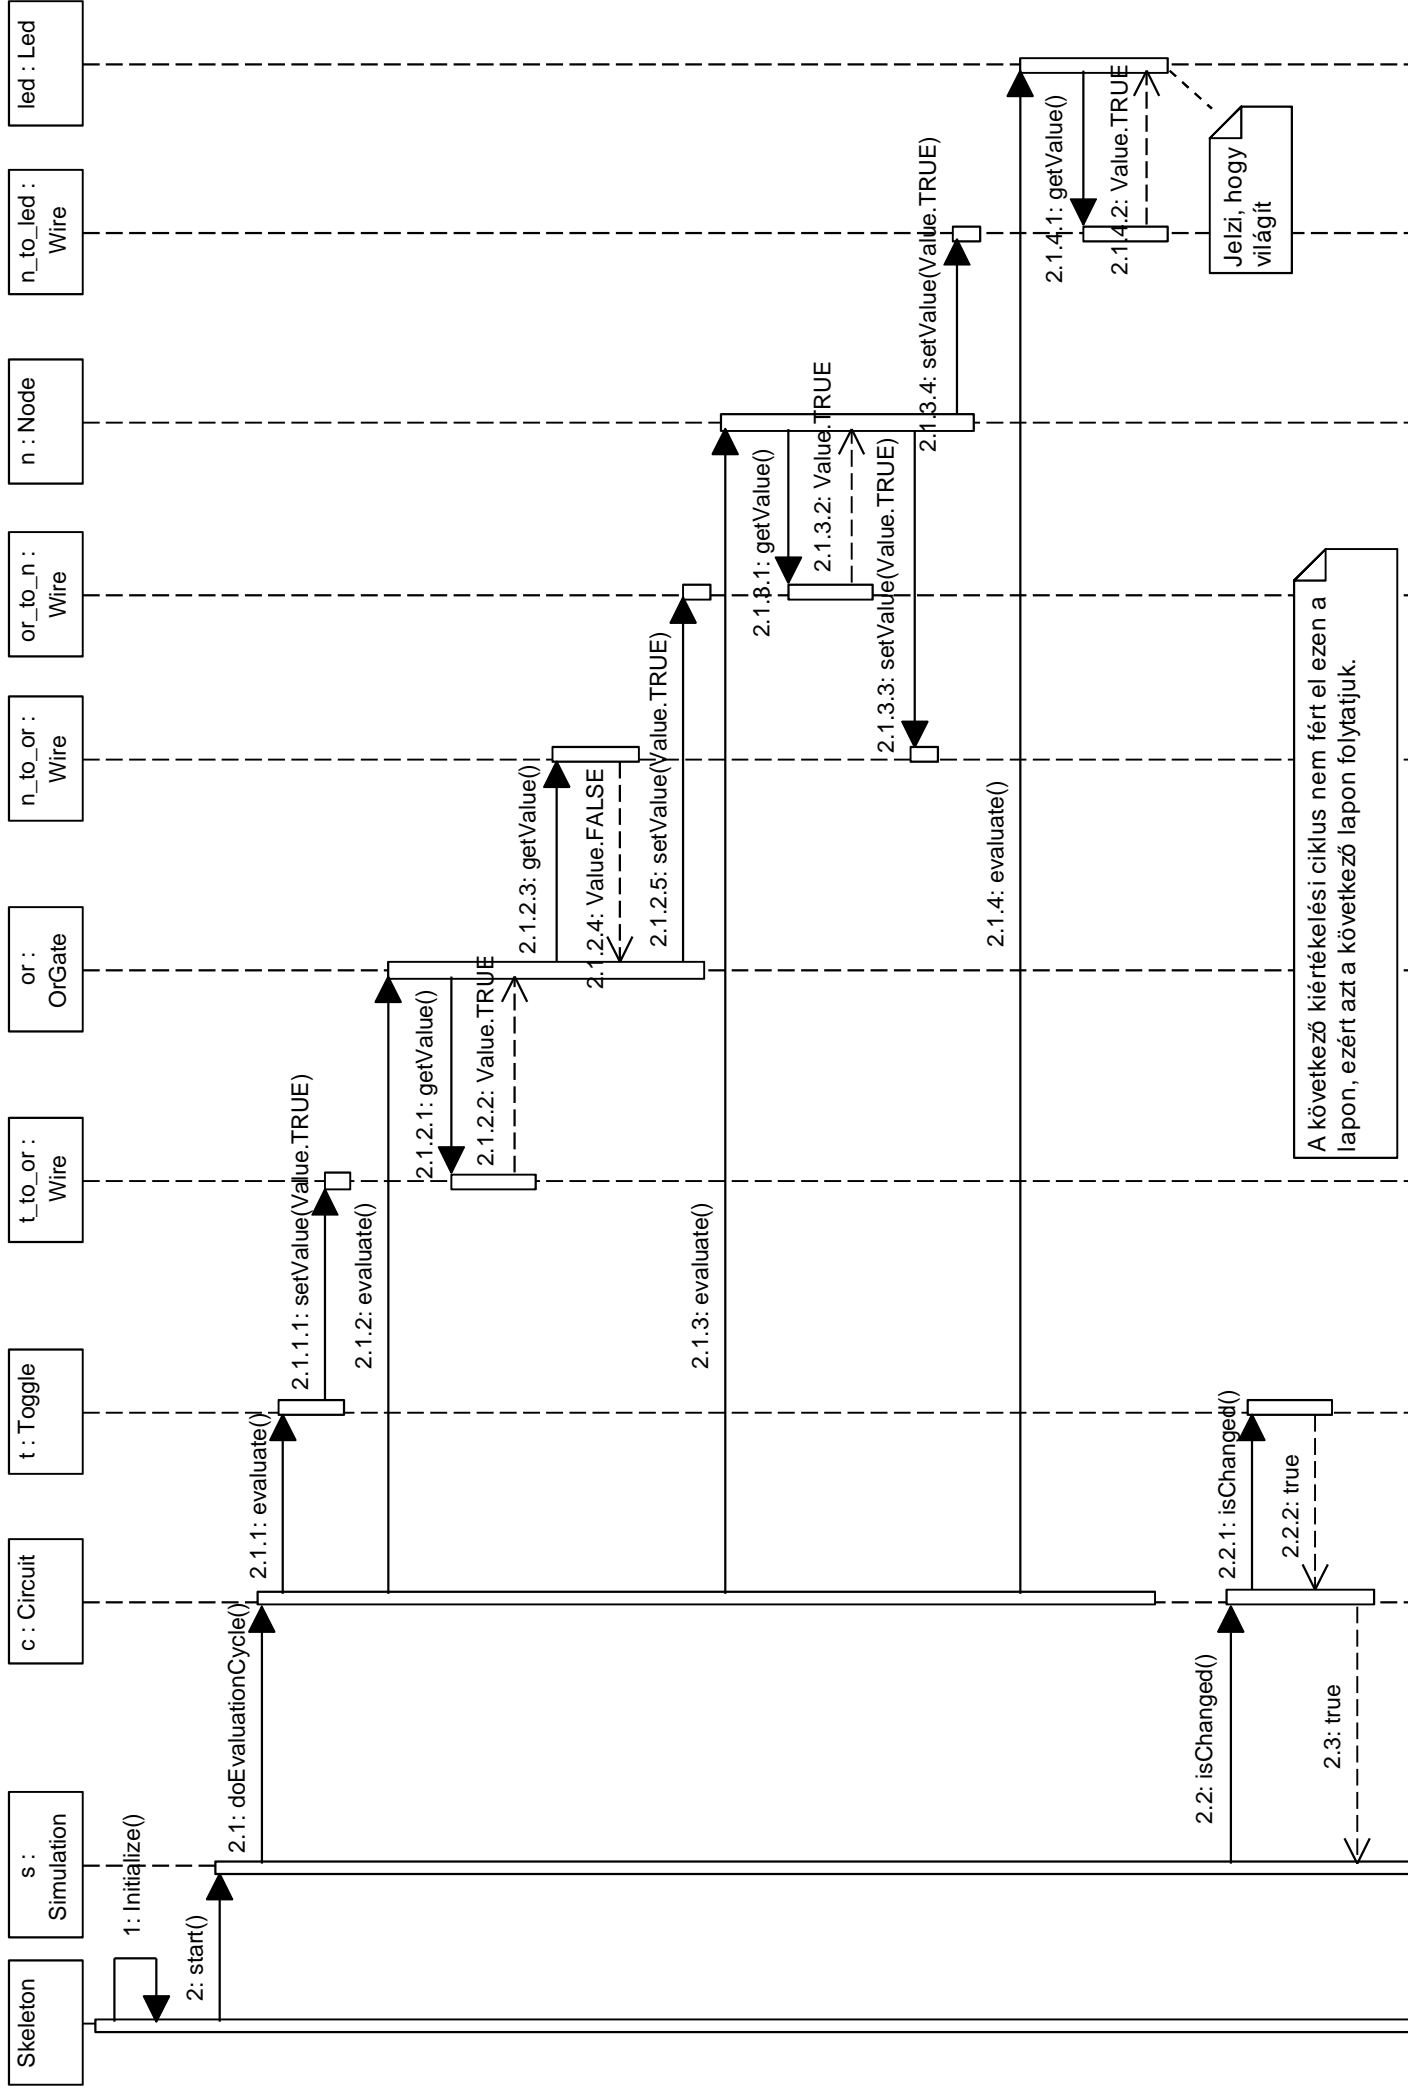 Skeleton
s :
Simulation
c : Circuit
t : Toggle
t_to_or :
Wire
or :
OrGate
n_to_or :
Wire
or_to_n :
Wire
n : Node
n_to_led :
Wire
led : Led
1: Initialize()
2: start()
2.1: doEvaluationCycle()
2.1.1: evaluate()
2.1.1.1: setValue(Value.TRUE)
2.1.2: evaluate()
2.1.2.1: getValue()
2.1.2.2: Value.TRUE
2.1.2.3: getValue()
2.1.2.4: Value.FALSE
2.1.2.5: setValue(Value.TRUE)
2.1.3: evaluate()
2.1.3.1: getValue()
2.1.3.2: Value.TRUE
2.1.3.3: setValue(Value.TRUE)
2.1.3.4: setValue(Value.TRUE)
2.1.4: evaluate()
2.1.4.1: getValue()
2.1.4.2: Value.TRUE
Jelzi, hogy
világít
2.2: isChanged()
2.2.1: isChanged()
2.2.2: true
2.3: true
A következő kiértékelési ciklus nem fért el ezen a
lapon, ezért azt a következő lapon folytatjuk.